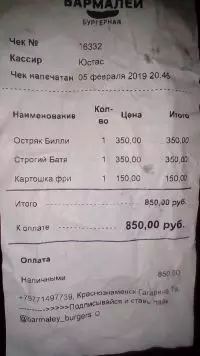 БАРМАЛЕЙ
БУРГЕРНАЯ
Чек № 16332
Кассир Юстас
Чек напечатан 05 февраля 2019 20:45
Наименование Кол-во Цена Итого
Остряк Билли 1 350,00 350,00
Строгий Батя 1 350,00 350,00
Картошка фри 1 150,00 150,00
Итого 850,00 руб.
К оплате 850,00 руб.
Оплата
Наличными 850,00
+79771497739, Краснознаменск Гагарина
------->>>>>Подписывайся и ставь лайк
@barmaley_burgers